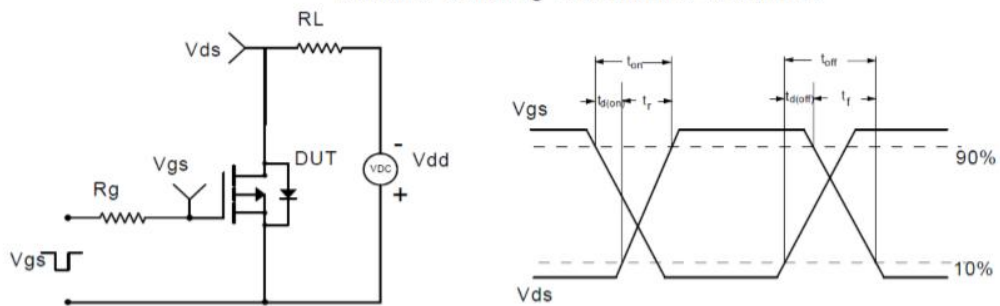 RL
Vds
Vgs
DUT
Rg
VDC
-
+
Vdd
Vgs
ton
toff
td(on)
tr
td(off)
tf
Vgs
90%
10%
Vds